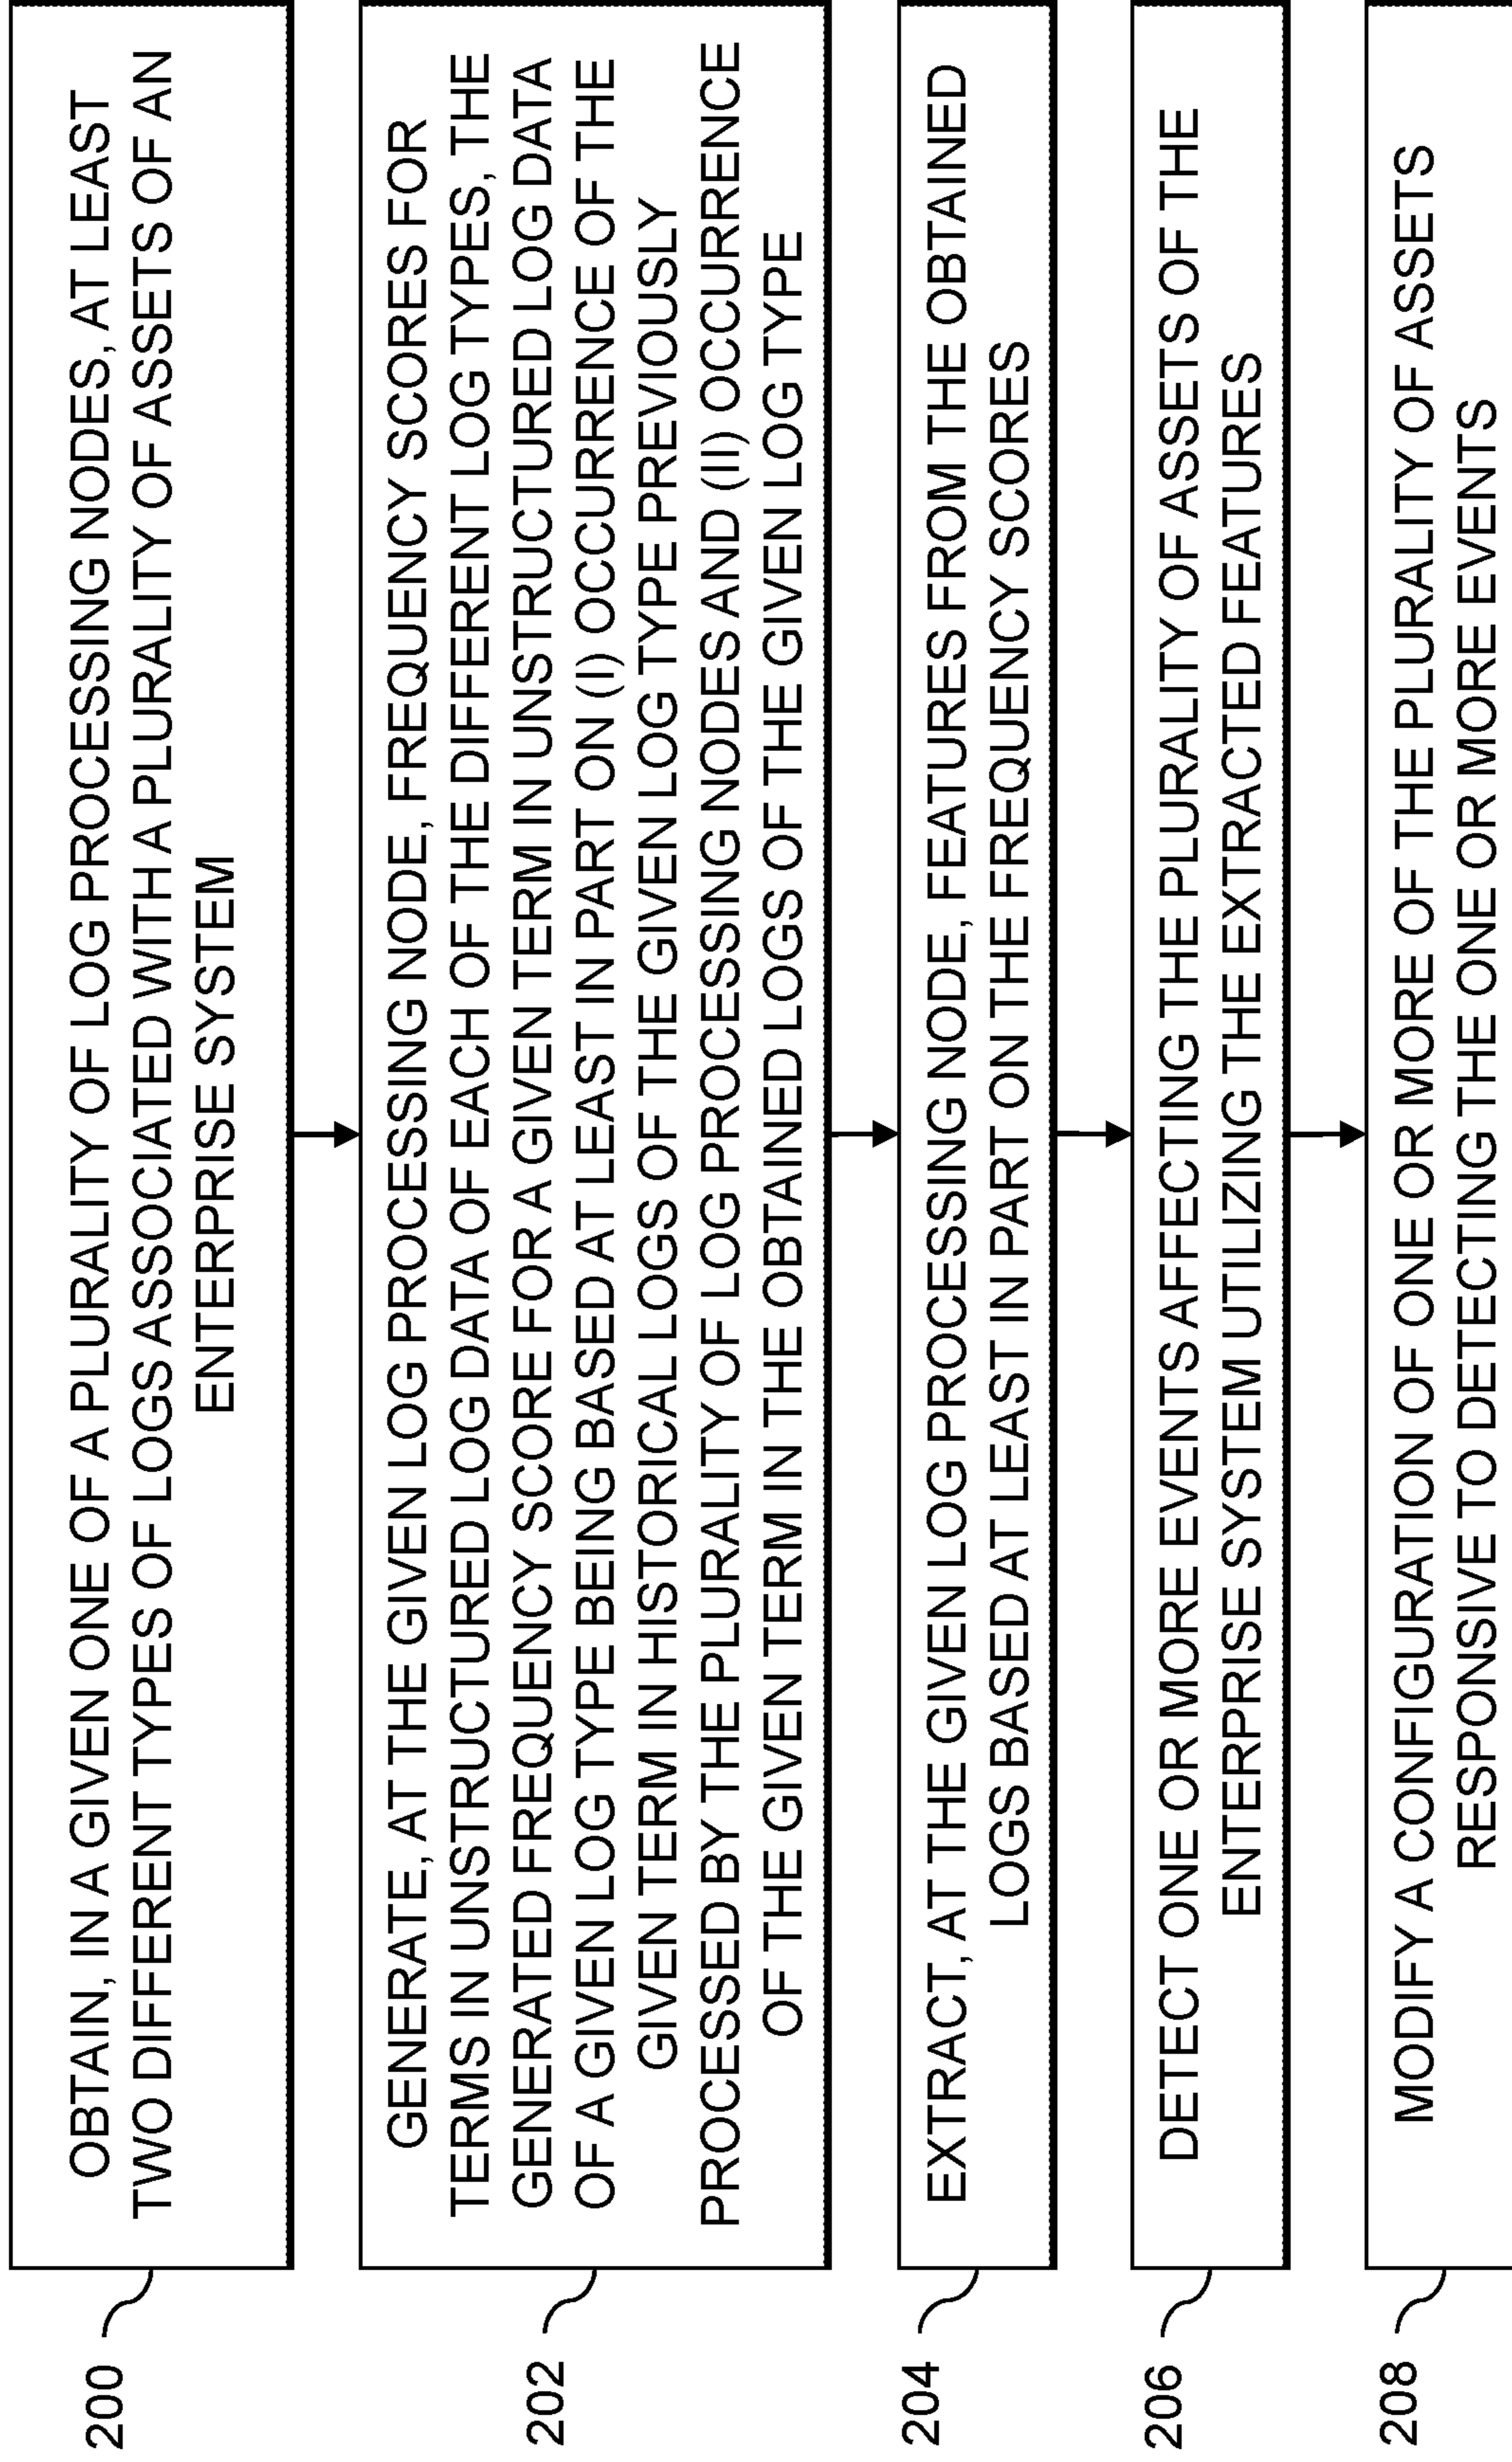 200
OBTAIN, IN A GIVEN ONE OF A PLURALITY OF LOG PROCESSING NODES, AT LEAST
TWO DIFFERENT TYPES OF LOGS ASSOCIATED WITH A PLURALITY OF ASSETS OF AN
ENTERPRISE SYSTEM
202
GENERATE, AT THE GIVEN LOG PROCESSING NODE, FREQUENCY SCORES FOR
TERMS IN UNSTRUCTURED LOG DATA OF EACH OF THE DIFFERENT LOG TYPES, THE
GENERATED FREQUENCY SCORE FOR A GIVEN TERM IN UNSTRUCTURED LOG DATA
OF A GIVEN LOG TYPE BEING BASED AT LEAST IN PART ON (I) OCCURRENCE OF THE
GIVEN TERM IN HISTORICAL LOGS OF THE GIVEN LOG TYPE PREVIOUSLY
PROCESSED BY THE PLURALITY OF LOG PROCESSING NODES AND (II) OCCURRENCE
OF THE GIVEN TERM IN THE OBTAINED LOGS OF THE GIVEN LOG TYPE
204
EXTRACT, AT THE GIVEN LOG PROCESSING NODE, FEATURES FROM THE OBTAINED
LOGS BASED AT LEAST IN PART ON THE FREQUENCY SCORES
206
DETECT ONE OR MORE EVENTS AFFECTING THE PLURALITY OF ASSETS OF THE
ENTERPRISE SYSTEM UTILIZING THE EXTRACTED FEATURES
208
MODIFY A CONFIGURATION OF ONE OR MORE OF THE PLURALITY OF ASSETS
RESPONSIVE TO DETECTING THE ONE OR MORE EVENTS